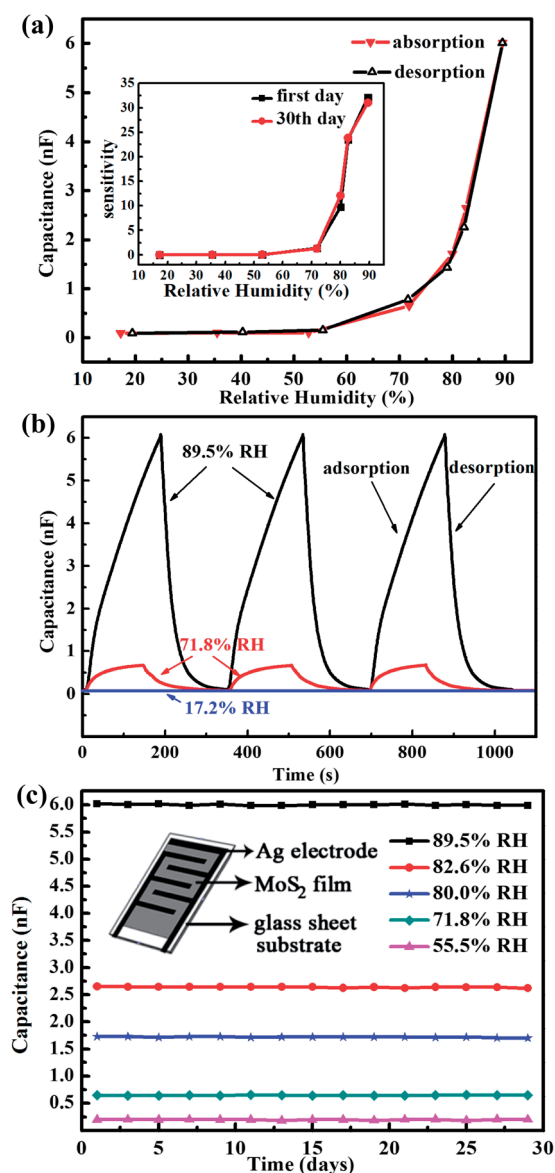 (a)
absorption
desorption
first day
30th day
sensitivity
35
30
25
20
15
10
5
0
10 20 30 40 50 60 70 80 90
Relative Humidity (%)
Capacitance (nF)
6
5
4
3
2
1
0
10 20 30 40 50 60 70 80 90 100
Relative Humidity (%)
(b)
89.5% RH
adsorption
desorption
71.8% RH
17.2% RH
Capacitance (nF)
6
5
4
3
2
1
0
0 200 400 600 800 1000
Time (s)
(c)
Ag electrode
MoS2 film
glass sheet
substrate
89.5% RH
82.6% RH
80.0% RH
71.8% RH
55.5% RH
Capacitance (nF)
6.0
5.5
5.0
4.5
4.0
3.5
3.0
2.5
2.0
1.5
1.0
0.5
0 5 10 15 20 25 30
Time (days)